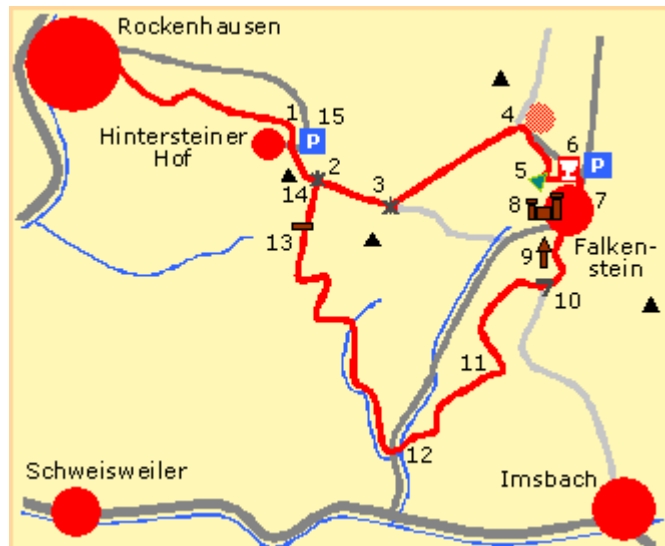 Rockenhausen
1
15
P
Hintersteiner
Hof
4
6
P
2
14
3
5
8
7
13
9
Falken-
stein
10
11
12
Schweisweiler
Imsbach